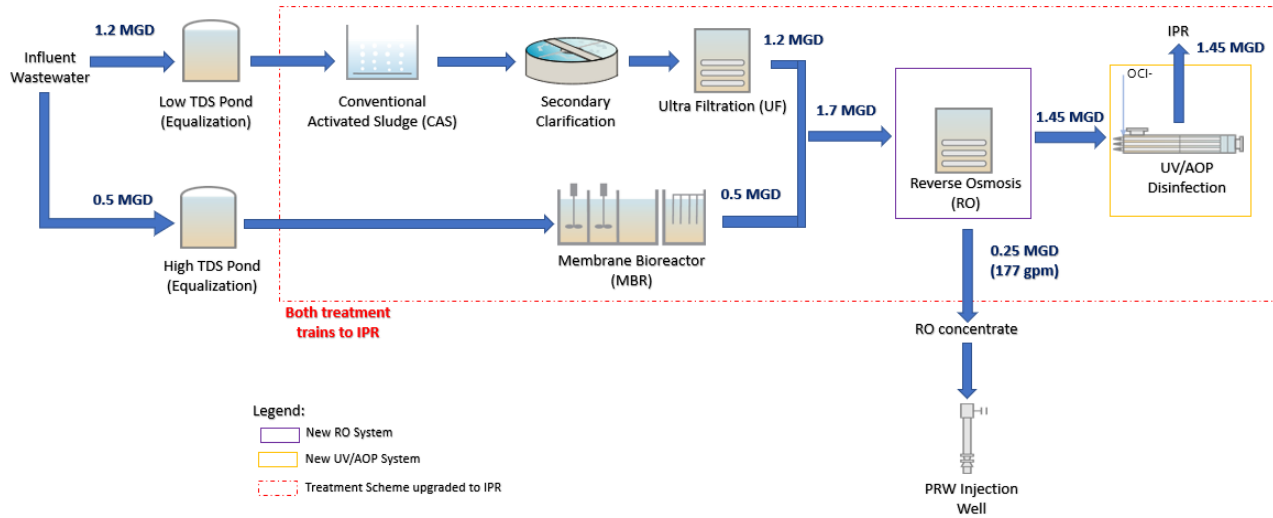 Influent
Wastewater
1.2 MGD
Low TDS Pond
(Equalization)
Conventional
Activated Sludge (CAS)
Secondary
Clarification
Ultra Filtration (UF)
1.2 MGD
1.7 MGD
Reverse Osmosis
(RO)
1.45 MGD
IPR
1.45 MGD
OCI-
UV/AOP
Disinfection
0.5 MGD
High TDS Pond
(Equalization)
Membrane Bioreactor
(MBR)
0.5 MGD
0.25 MGD
(177 gpm)
Both treatment
trains to IPR
RO concentrate
PRW Injection
Well
Legend:
New RO System
New UV/AOP System
Treatment Scheme upgraded to IPR